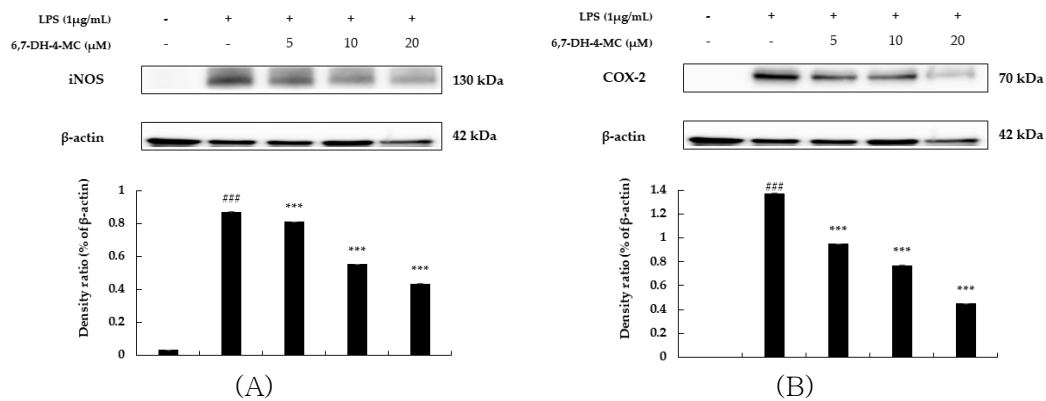 LPS (1μg/mL) - + + + +
6,7-DH-4-MC (μM) - - 5 10 20
iNOS 130 kDa
β-actin 42 kDa
Density ratio (% of β-actin)
1
0.8
0.6
0.4
0.2
0
###
***
***
***
(A)
LPS (1μg/mL) - + + + +
6,7-DH-4-MC (μM) - - 5 10 20
COX-2 70 kDa
β-actin 42 kDa
Density ratio (% of β-actin)
1.4
1.2
1
0.8
0.6
0.4
0.2
0
###
***
***
***
(B)